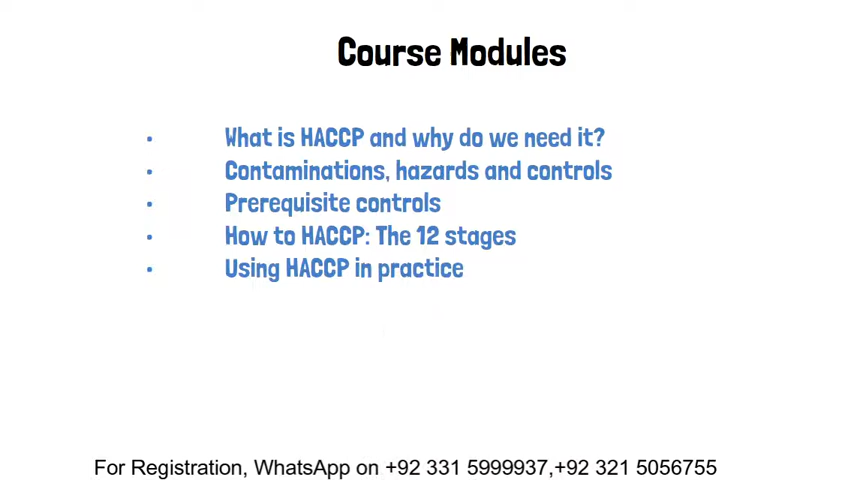 Course Modules
• What is HACCP and why do we need it?
• Contaminations, hazards and controls
• Prerequisite controls
• How to HACCP: The 12 stages
• Using HACCP in practice
For Registration, WhatsApp on +92 331 5999937,+92 321 5056755